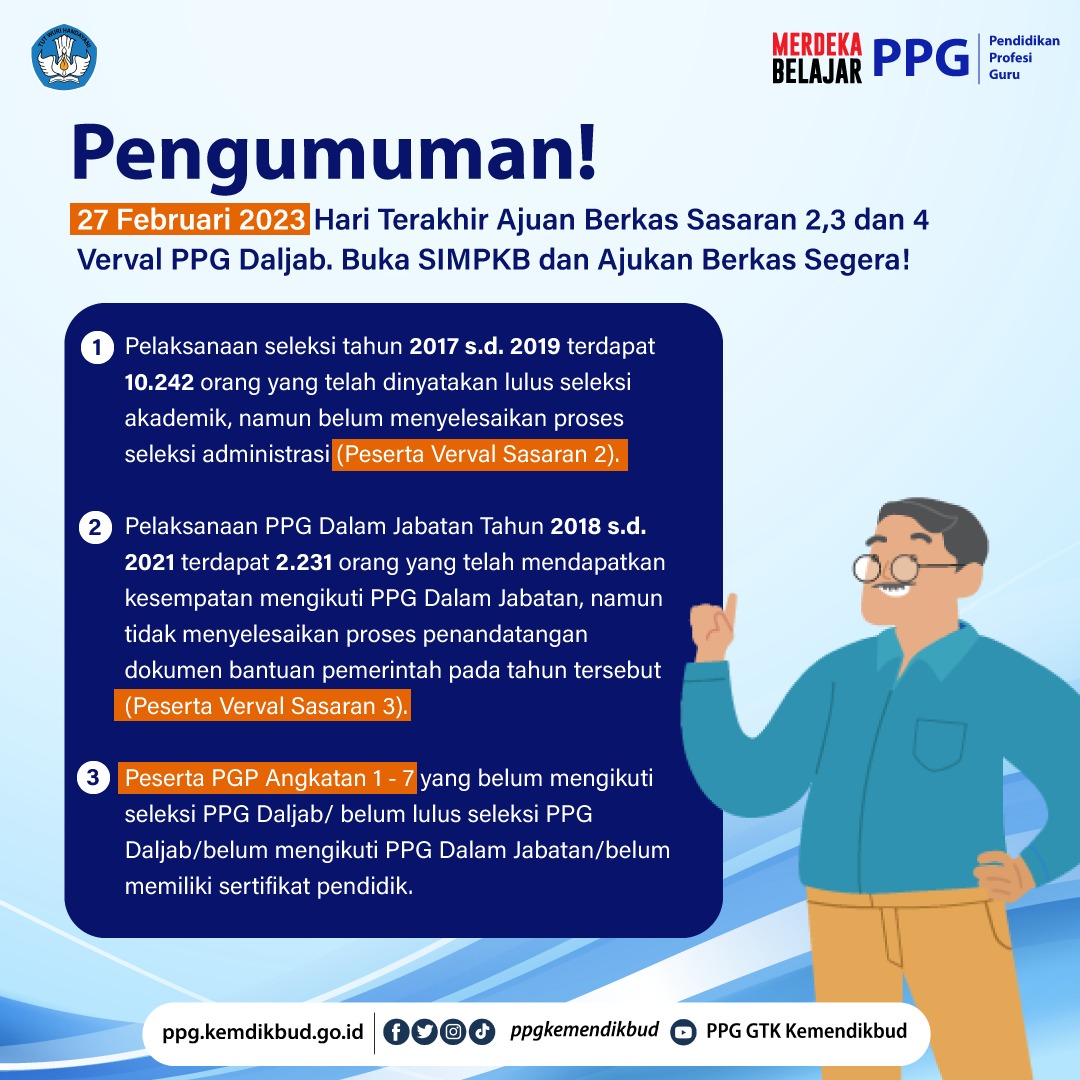 TUT WURI HANDAYANI
MERDEKA
BELAJAR
PPG
Pendidikan
Profesi
Guru
Pengumuman!
27 Februari 2023 Hari Terakhir Ajuan Berkas Sasaran 2,3 dan 4
Verval PPG Daljab. Buka SIMPKB dan Ajukan Berkas Segera!
1 Pelaksanaan seleksi tahun 2017 s.d. 2019 terdapat
10.242 orang yang telah dinyatakan lulus seleksi
akademik, namun belum menyelesaikan proses
seleksi administrasi (Peserta Verval Sasaran 2).
2 Pelaksanaan PPG Dalam Jabatan Tahun 2018 s.d.
2021 terdapat 2.231 orang yang telah mendapatkan
kesempatan mengikuti PPG Dalam Jabatan, namun
tidak menyelesaikan proses penandatangan
dokumen bantuan pemerintah pada tahun tersebut
(Peserta Verval Sasaran 3).
3 Peserta PGP Angkatan 1 - 7 yang belum mengikuti
seleksi PPG Daljab/ belum lulus seleksi PPG
Daljab/belum mengikuti PPG Dalam Jabatan/belum
memiliki sertifikat pendidik.
ppg.kemdikbud.go.id ppgkemendikbud PPG GTK Kemendikbud